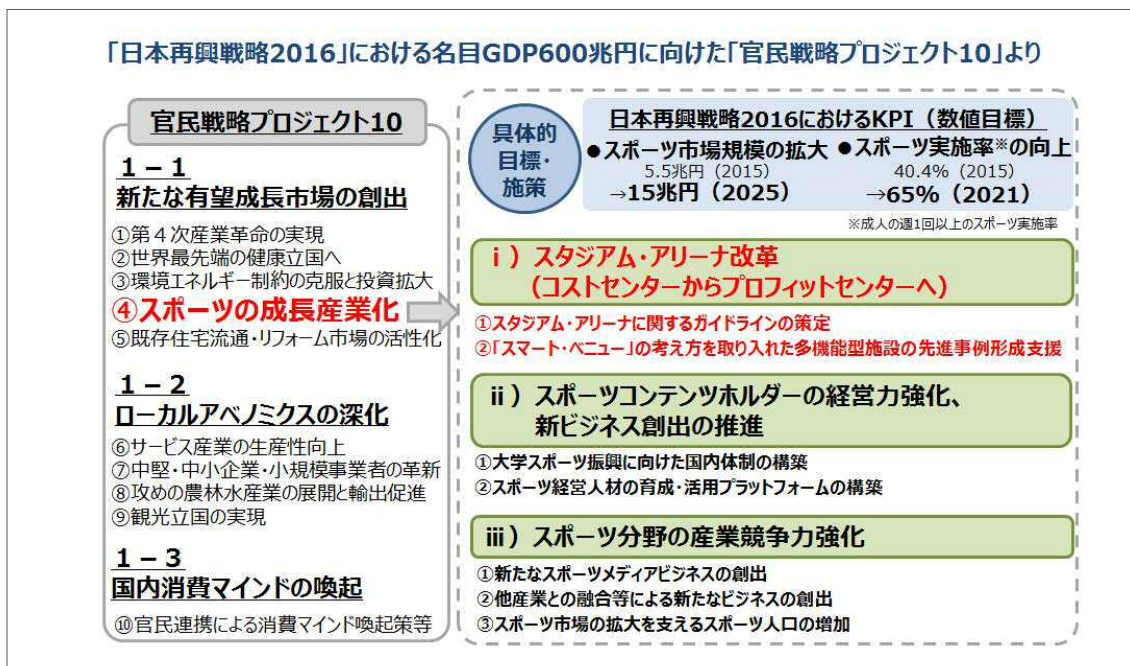 「日本再興戦略2016」における名目GDP600兆円に向けた「官民戦略プロジェクト10」より
官民戦略プロジェクト10
1－1
新たな有望成長市場の創出
①第４次産業革命の実現
②世界最先端の健康立国へ
③環境エネルギー制約の克服と投資拡大
④スポーツの成長産業化
⑤既存住宅流通・リフォーム市場の活性化
1－2
ローカルアベノミクスの深化
⑥サービス産業の生産性向上
⑦中堅・中小企業・小規模事業者の革新
⑧攻めの農林水産業の展開と輸出促進
⑨観光立国の実現
1－3
国内消費マインドの喚起
⑩官民連携による消費マインド喚起策等
具体的
目標・
施策
日本再興戦略2016におけるKPI（数値目標）
●スポーツ市場規模の拡大
5.5兆円（2015）
→15兆円（2025）
●スポーツ実施率※の向上
40.4%（2015）
→65%（2021）
※成人の週1回以上のスポーツ実施率
ⅰ）スタジアム・アリーナ改革
（コストセンターからプロフィットセンターへ）
①スタジアム・アリーナに関するガイドラインの策定
②「スマート・ベニュー」の考え方を取り入れた多機能型施設の先進事例形成支援
ⅱ）スポーツコンテンツホルダーの経営力強化、
新ビジネス創出の推進
①大学スポーツ振興に向けた国内体制の構築
②スポーツ経営人材の育成・活用プラットフォームの構築
ⅲ）スポーツ分野の産業競争力強化
①新たなスポーツメディアビジネスの創出
②他産業との融合等による新たなビジネスの創出
③スポーツ市場の拡大を支えるスポーツ人口の増加